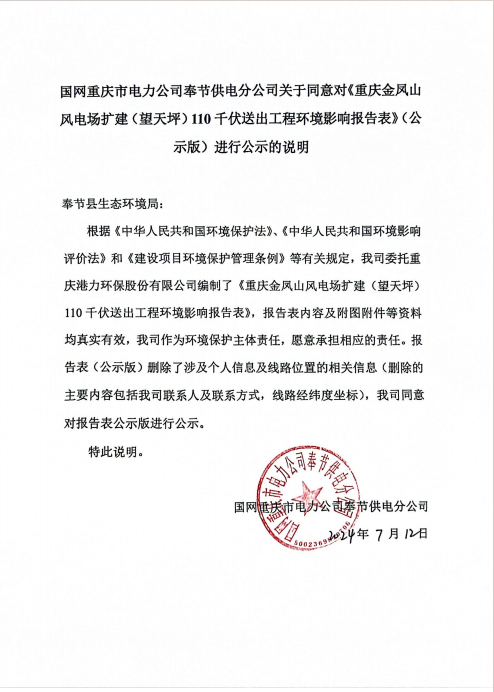 国网重庆市电力公司奉节供电分公司关于同意对《重庆金凤山
风电场扩建（望天坪）110 千伏送出工程环境影响报告表》（公
示版）进行公示的说明
奉节县生态环境局：
根据《中华人民共和国环境保护法》、《中华人民共和国环境影响
评价法》和《建设项目环境保护管理条例》等有关规定，我司委托重
庆港力环保股份有限公司编制了《重庆金凤山风电场扩建（望天坪）
110 千伏送出工程环境影响报告表》，报告表内容及附图附件等资料
均真实有效，我司作为环境保护主体责任，愿意承担相应的责任。报
告表（公示版）删除了涉及个人信息及线路位置的相关信息（删除的
主要内容包括我司联系人及联系方式，线路经纬度坐标），我司同意
对报告表公示版进行公示。
特此说明。
国网重庆市电力公司奉节供电分公司
国网重庆市电力公司奉节供电分公司
2024年 7 月 12日